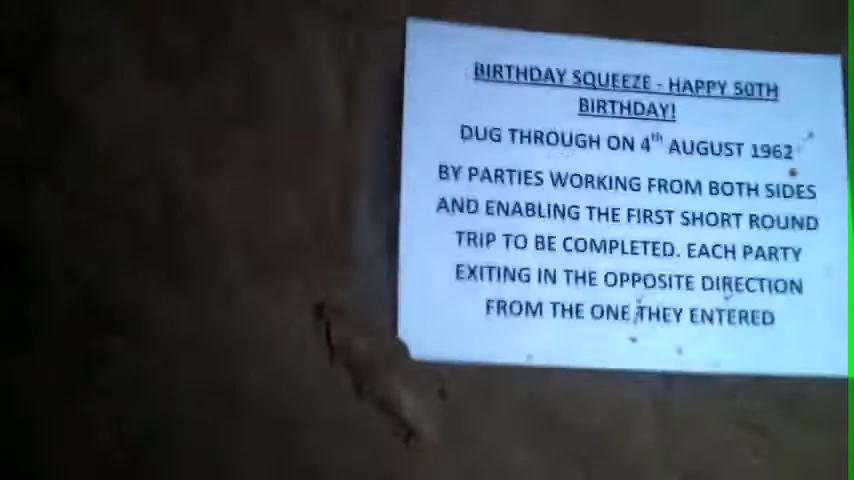 BIRTHDAY SQUEEZE - HAPPY 50TH
BIRTHDAY!
DUG THROUGH ON 4th AUGUST 1962
BY PARTIES WORKING FROM BOTH SIDES
AND ENABLING THE FIRST SHORT ROUND
TRIP TO BE COMPLETED. EACH PARTY
EXITING IN THE OPPOSITE DIRECTION
FROM THE ONE THEY ENTERED